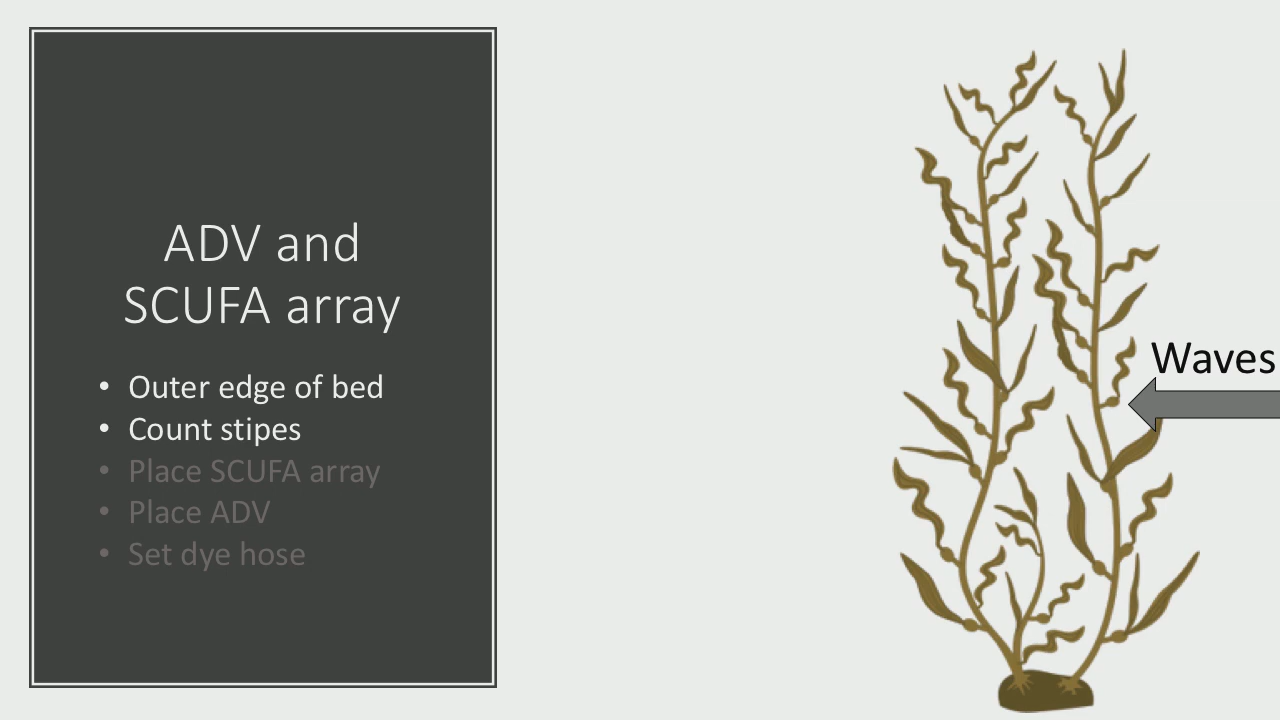 ADV and
SCUFA array
• Outer edge of bed
• Count stipes
• Place SCUFA array
• Place ADV
• Set dye hose
Waves